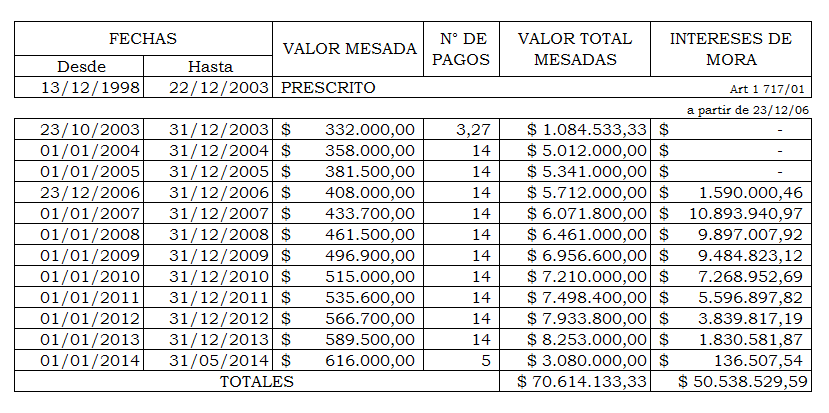 FECHAS VALOR MESADA N° DE PAGOS VALOR TOTAL MESADAS INTERESES DE MORA
Desde Hasta
13/12/1998 22/12/2003 PRESCRITO Art 1 717/01
a partir de 23/12/06
23/10/2003 31/12/2003 $ 332.000,00 3,27 $ 1.084.533,33 $ -
01/01/2004 31/12/2004 $ 358.000,00 14 $ 5.012.000,00 $ -
01/01/2005 31/12/2005 $ 381.500,00 14 $ 5.341.000,00 $ -
23/12/2006 31/12/2006 $ 408.000,00 14 $ 5.712.000,00 $ 1.590.000,46
01/01/2007 31/12/2007 $ 433.700,00 14 $ 6.071.800,00 $ 10.893.940,97
01/01/2008 31/12/2008 $ 461.500,00 14 $ 6.461.000,00 $ 9.897.007,92
01/01/2009 31/12/2009 $ 496.900,00 14 $ 6.956.600,00 $ 9.484.823,12
01/01/2010 31/12/2010 $ 515.000,00 14 $ 7.210.000,00 $ 7.268.952,69
01/01/2011 31/12/2011 $ 535.600,00 14 $ 7.498.400,00 $ 5.596.897,82
01/01/2012 31/12/2012 $ 566.700,00 14 $ 7.933.800,00 $ 3.839.817,19
01/01/2013 31/12/2013 $ 589.500,00 14 $ 8.253.000,00 $ 1.830.581,87
01/01/2014 31/05/2014 $ 616.000,00 5 $ 3.080.000,00 $ 136.507,54
TOTALES $ 70.614.133,33 $ 50.538.529,59